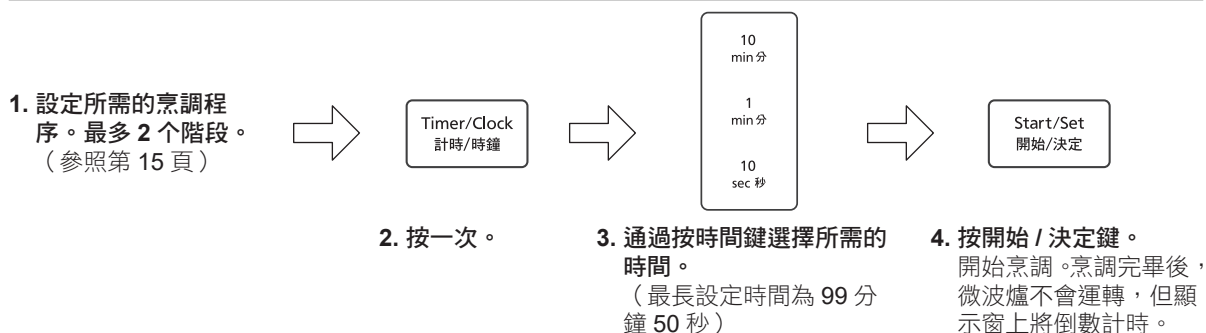 1. 設定所需的烹調程
序。最多 2 个階段。
（參照第 15 頁）
Timer/Clock
計時/時鐘
2. 按一次。
10
min 分
1
min 分
10
sec 秒
3. 通過按時間鍵選擇所需的
時間。
（最長設定時間為 99 分
鐘 50 秒）
Start/Set
開始/決定
4. 按開始 / 決定鍵。
開始烹調。烹調完畢後，
微波爐不會運轉，但顯
示窗上將倒數計時。